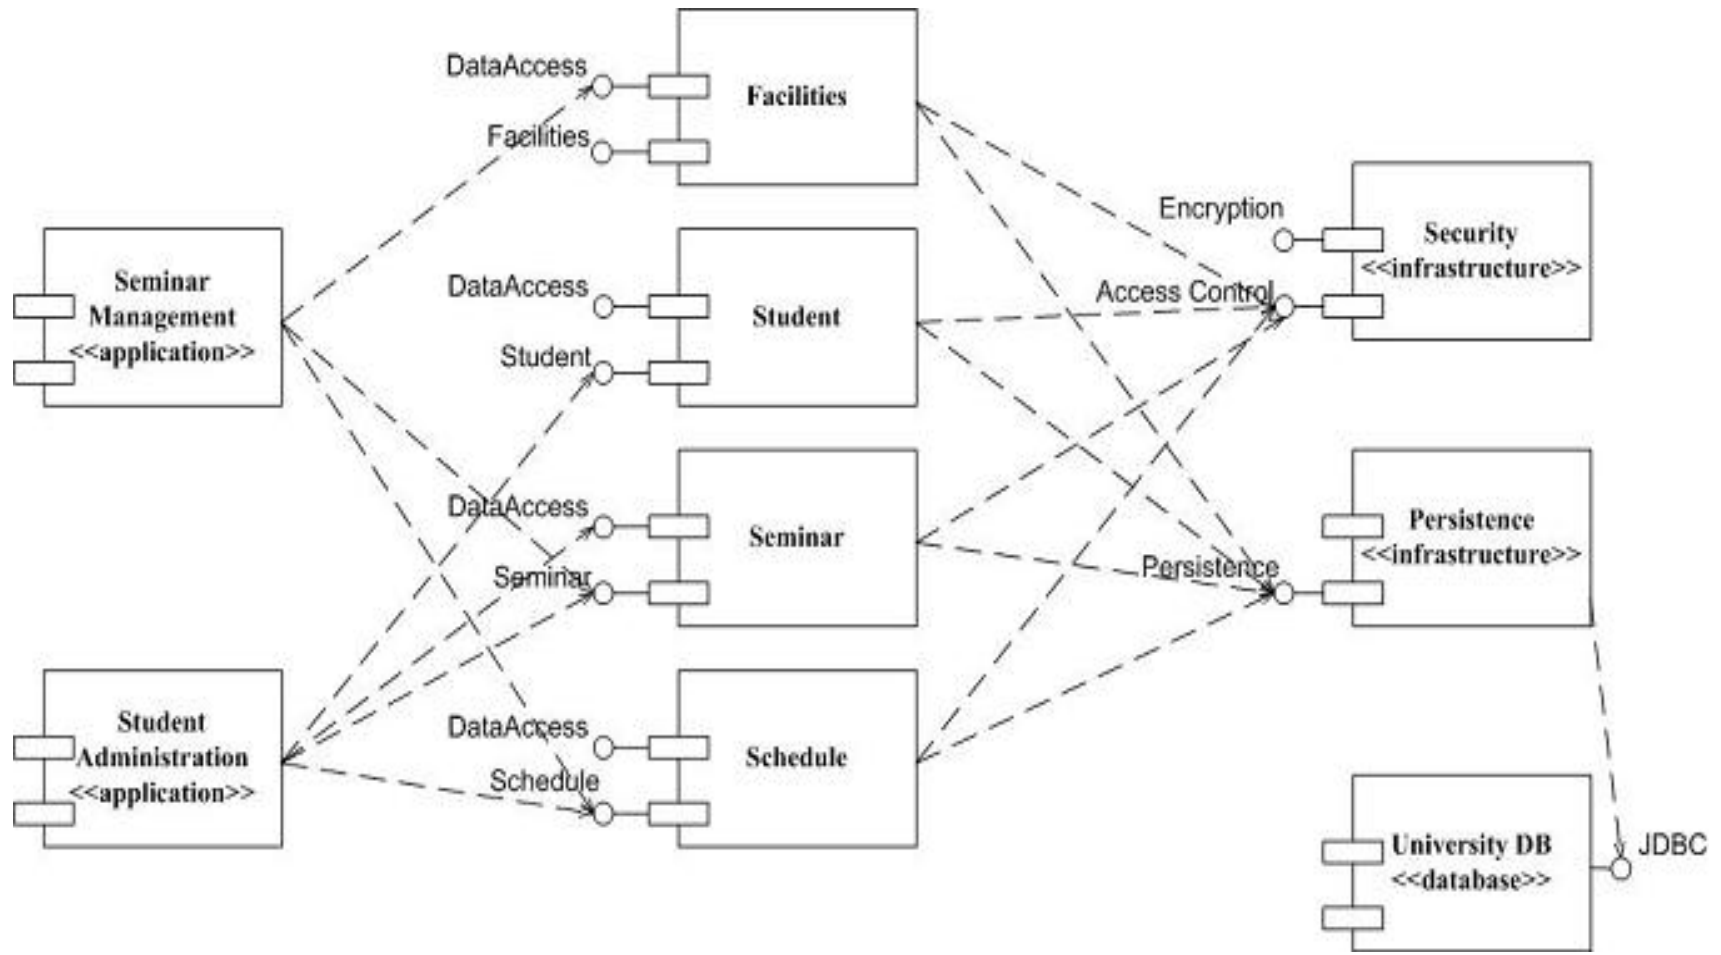 DataAccess
Facilities
Facilities
Encryption
Security
<<infrastructure>>
Access Control
Seminar
Management
<<application>>
DataAccess
Student
Student
DataAccess
Seminar
Seminar
Persistence
<<infrastructure>>
Persistence
Student
Administration
<<application>>
DataAccess
Schedule
Schedule
University DB
<<database>>
JDBC